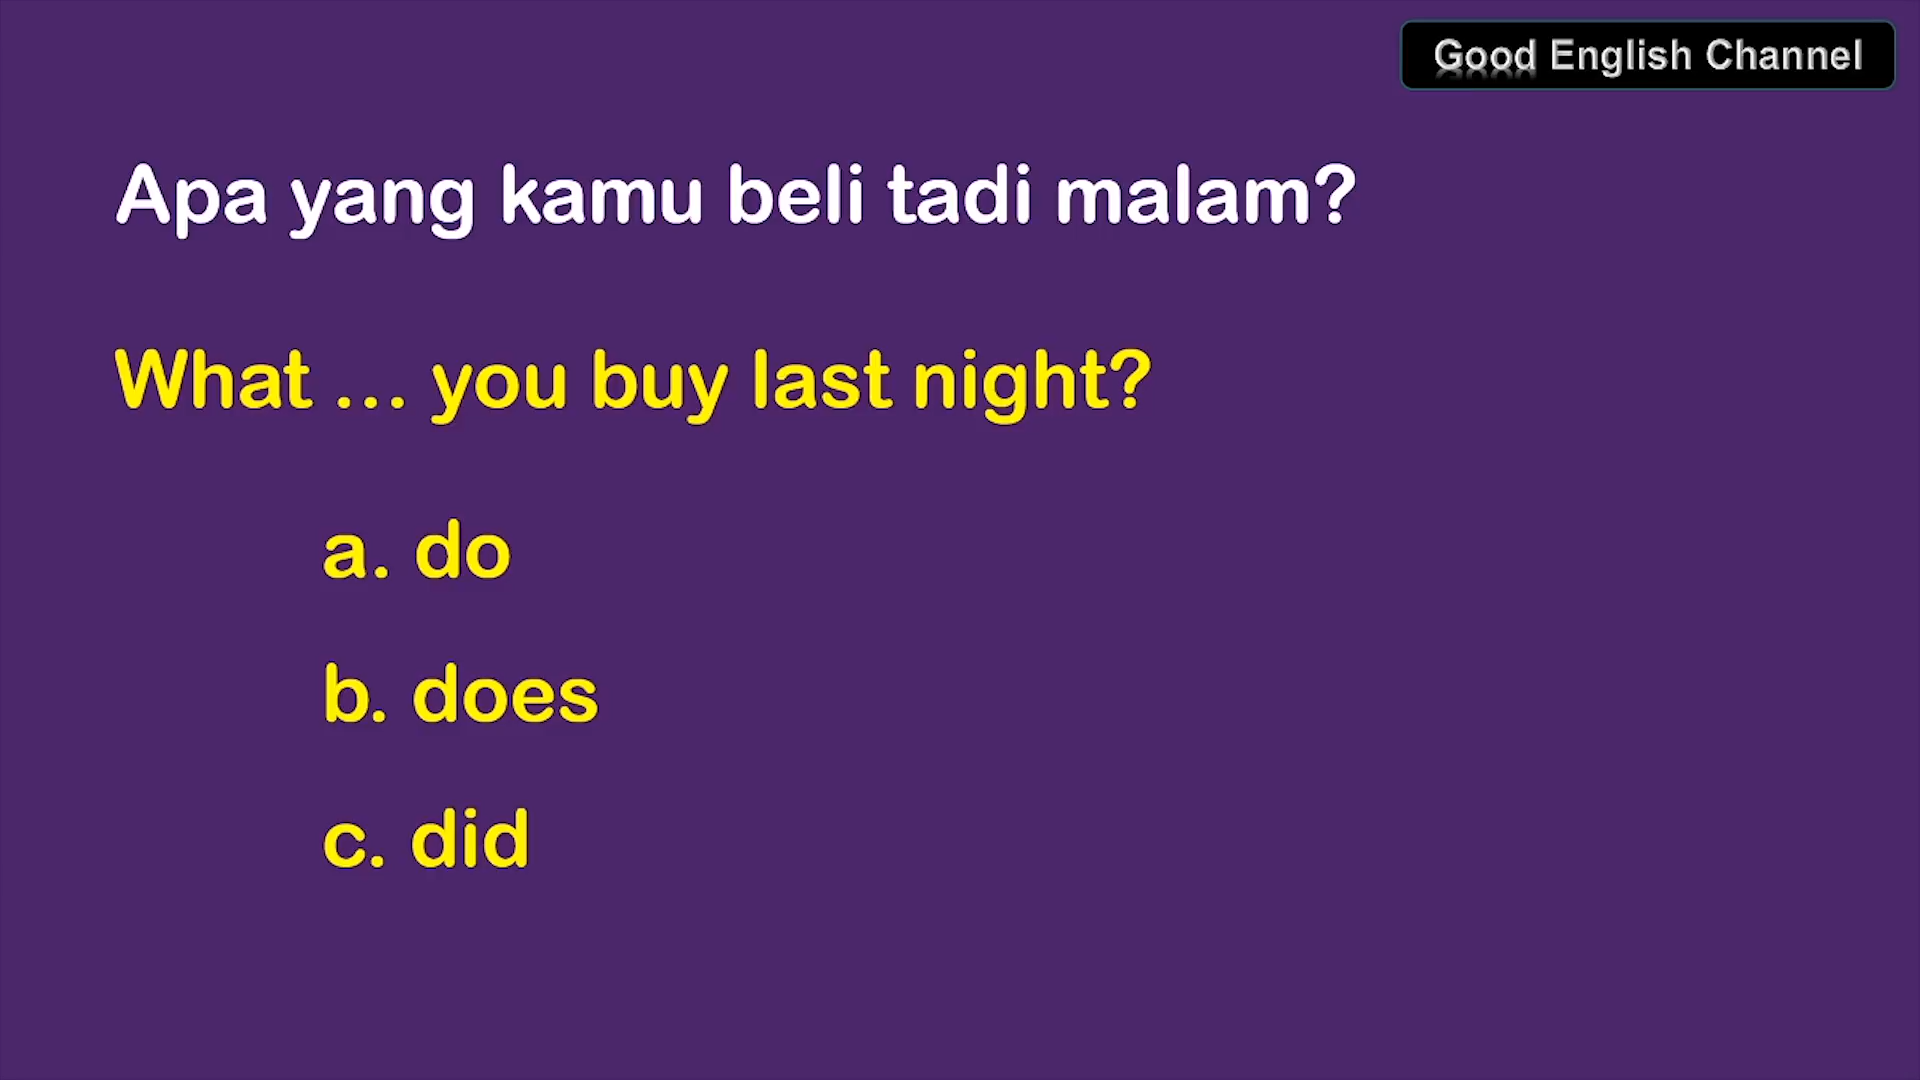 Good English Channel
Apa yang kamu beli tadi malam?
What ... you buy last night?
a. do
b. does
c. did